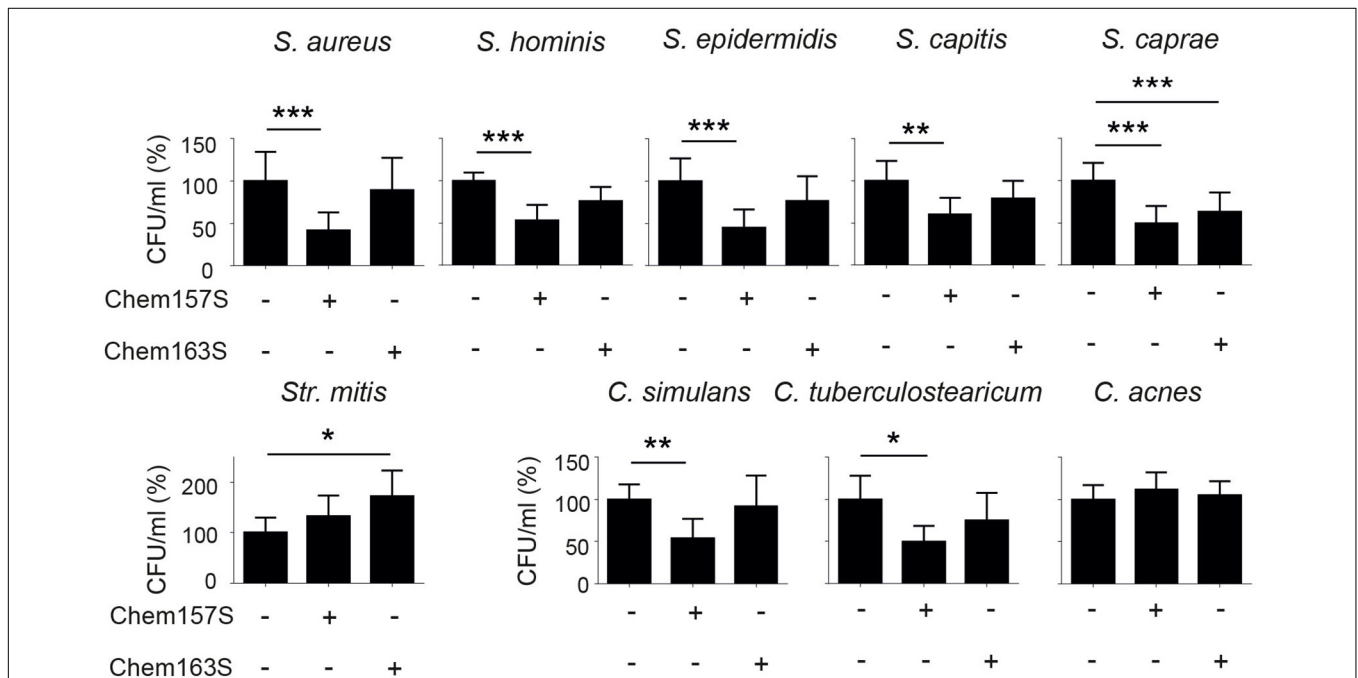 S. aureus S. hominis S. epidermidis S. capitis S. caprae
***
*** *** *** ** ***
CFU/ml (%)
150
100
50
0
Chem157S - + - - + - - + - - + - - + -
Chem163S - - + - - + - - + - - + - - +
Str. mitis C. simulans C. tuberculostearicum C. acnes
* ** *
CFU/ml (%) CFU/ml (%)
200 150
100 100
0 50
0
Chem157S - + - - + - - + - - + -
Chem163S - - + - - + - - + - - +